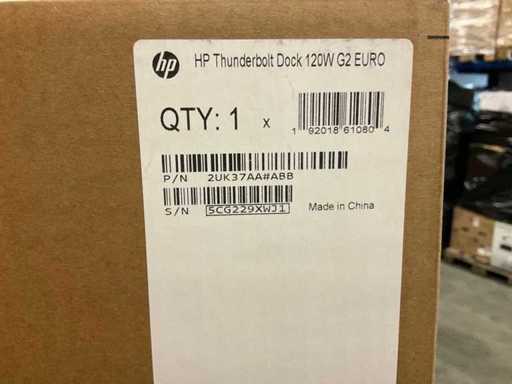 hp HP Thunderbolt Dock 120W G2 EURO
QTY: 1 x
1 92018 61080 4
P/N 2UK37AA#ABB
S/N 5CG229XWJ1
Made in China